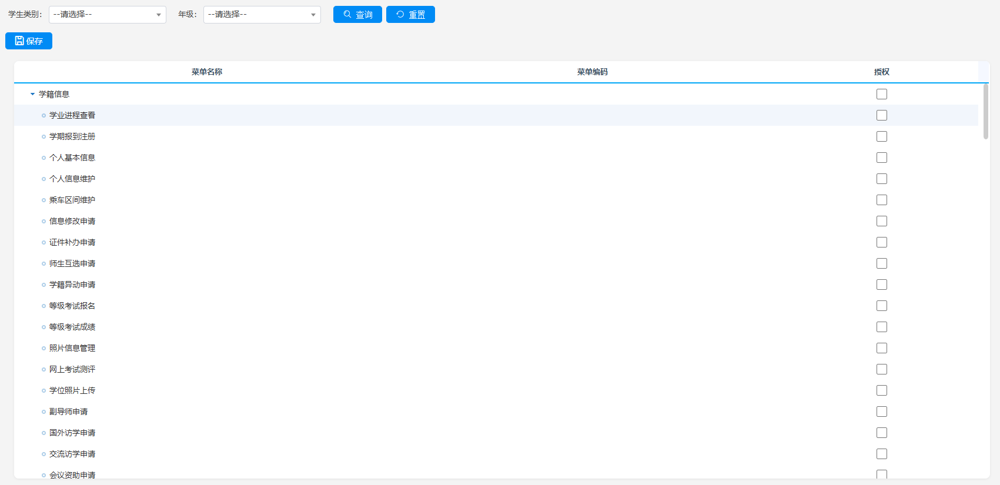 学生类别： --请选择-- 年级： --请选择-- 查询 重置
保存
菜单名称 菜单编码 授权
学籍信息
学业进程查看
学期报到注册
个人基本信息
个人信息维护
乘车区间维护
信息修改申请
证件补办申请
师生互选申请
学籍异动申请
等级考试报名
等级考试成绩
照片信息管理
网上考试测评
学位照片上传
副导师申请
国外访学申请
交流访学申请
会议资助申请